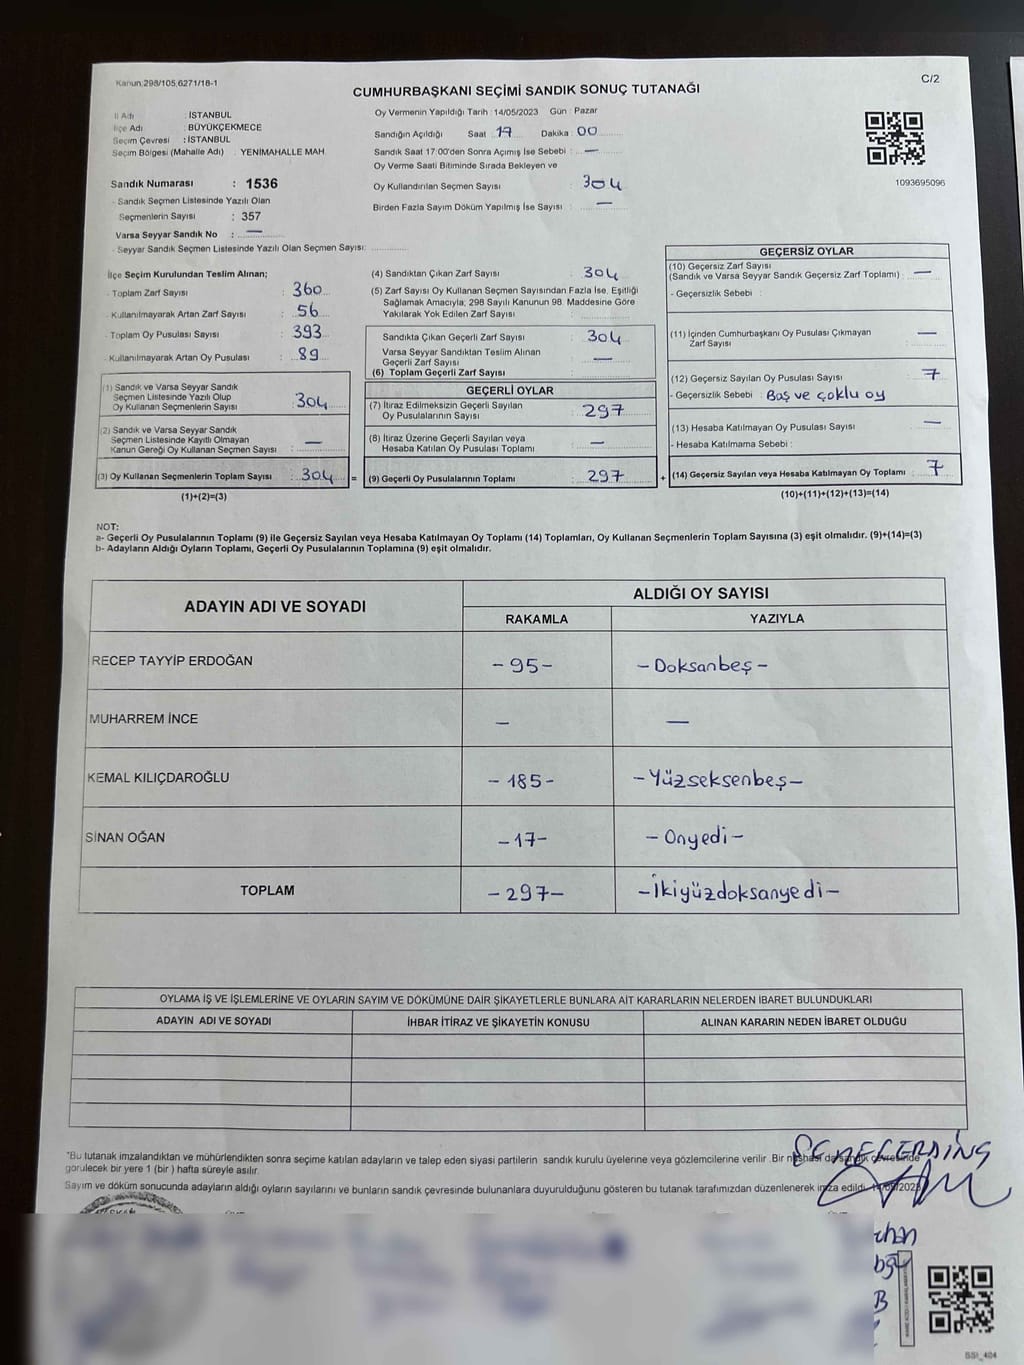 Kanun:298/105,6271/18-1
C/2
CUMHURBAŞKANI SEÇİMİ SANDIK SONUÇ TUTANAĞI
İl Adı : İSTANBUL
İlçe Adı : BÜYÜKÇEKMECE
Seçim Çevresi : İSTANBUL
Seçim Bölgesi (Mahalle Adı) YENİMAHALLE MAH.
Sandık Numarası : 1536
- Sandık Seçmen Listesinde Yazılı Olan
Seçmenlerin Sayısı : 357
Varsa Seyyar Sandık No : —
- Seyyar Sandık Seçmen Listesinde Yazılı Olan Seçmen Sayısı:
Oy Vermenin Yapıldığı Tarih : 14/05/2023 Gün : Pazar
Sandığın Açıldığı Saat : 17 Dakika : 00
Sandık Saat 17:00'den Sonra Açımış İse Sebebi : —
Oy Verme Saati Bitiminde Sırada Bekleyen ve
Oy Kullandırılan Seçmen Sayısı : 304
Birden Fazla Sayım Döküm Yapılmış İse Sayısı : —
1093695096
İlçe Seçim Kurulundan Teslim Alınan;
- Toplam Zarf Sayısı : 360
- Kullanılmayarak Artan Zarf Sayısı : 56
- Toplam Oy Pusulası Sayısı : 393
- Kullanılmayarak Artan Oy Pusulası : 89
(1) Sandık ve Varsa Seyyar Sandık
Seçmen Listesinde Yazılı Olup
Oy Kullanan Seçmenlerin Sayısı : 304
(2) Sandık ve Varsa Seyyar Sandık
Seçmen Listesinde Kayıtlı Olmayan
Kanun Gereği Oy Kullanan Seçmen Sayısı : —
(3) Oy Kullanan Seçmenlerin Toplam Sayısı : 304 =
(1)+(2)=(3)
(4) Sandıktan Çıkan Zarf Sayısı : 304
(5) Zarf Sayısı Oy Kullanan Seçmen Sayısından Fazla İse, Eşitliği
Sağlamak Amacıyla; 298 Sayılı Kanunun 98. Maddesine Göre
Yakılarak Yok Edilen Zarf Sayısı :
Sandıkta Çıkan Geçerli Zarf Sayısı : 304
Varsa Seyyar Sandıktan Teslim Alınan
Geçerli Zarf Sayısı : —
(6) Toplam Geçerli Zarf Sayısı
GEÇERLİ OYLAR
(7) İtiraz Edilmeksizin Geçerli Sayılan
Oy Pusulalarının Sayısı : 297
(8) İtiraz Üzerine Geçerli Sayılan veya
Hesaba Katılan Oy Pusulası Toplamı : —
(9) Geçerli Oy Pusulalarının Toplamı : 297 +
GEÇERSİZ OYLAR
(10) Geçersiz Zarf Sayısı
(Sandık ve Varsa Seyyar Sandık Geçersiz Zarf Toplamı) : —
- Geçersizlik Sebebi :
(11) İçinden Cumhurbaşkanı Oy Pusulası Çıkmayan
Zarf Sayısı : —
(12) Geçersiz Sayılan Oy Pusulası Sayısı : 7
- Geçersizlik Sebebi : Boş ve çoklu oy
(13) Hesaba Katılmayan Oy Pusulası Sayısı : —
- Hesaba Katılmama Sebebi :
(14) Geçersiz Sayılan veya Hesaba Katılmayan Oy Toplamı : 7
(10)+(11)+(12)+(13)=(14)
NOT:
a- Geçerli Oy Pusulalarının Toplamı (9) ile Geçersiz Sayılan veya Hesaba Katılmayan Oy Toplamı (14) Toplamları, Oy Kullanan Seçmenlerin Toplam Sayısına (3) eşit olmalıdır. (9)+(14)=(3)
b- Adayların Aldığı Oyların Toplamı, Geçerli Oy Pusulalarının Toplamına (9) eşit olmalıdır.
ADAYIN ADI VE SOYADI
ALDIĞI OY SAYISI
RAKAMLA YAZIYLA
RECEP TAYYİP ERDOĞAN -95- -Doksanbeş-
MUHARREM İNCE — —
KEMAL KILIÇDAROĞLU -185- -Yüzseksenbeş-
SİNAN OĞAN -17- -Onyedi-
TOPLAM -297- -İkiyüzdoksanyedi-
OYLAMA İŞ VE İŞLEMLERİNE VE OYLARIN SAYIM VE DÖKÜMÜNE DAİR ŞİKAYETLERLE BUNLARA AİT KARARLARIN NELERDEN İBARET BULUNDUKLARI
ADAYIN ADI VE SOYADI İHBAR İTİRAZ VE ŞİKAYETİN KONUSU ALINAN KARARIN NEDEN İBARET OLDUĞU
*Bu tutanak imzalandıktan ve mühürlendikten sonra seçime katılan adayların ve talep eden siyasi partilerin sandık kurulu üyelerine veya gözlemcilerine verilir. Bir nüshası da sandık çevresinde
görülecek bir yere 1 (bir ) hafta süreyle asılır.
Sayım ve döküm sonucunda adayların aldığı oyların sayılarını ve bunların sandık çevresinde bulunanlara duyurulduğunu gösteren bu tutanak tarafımızdan düzenlenerek imza edildi.